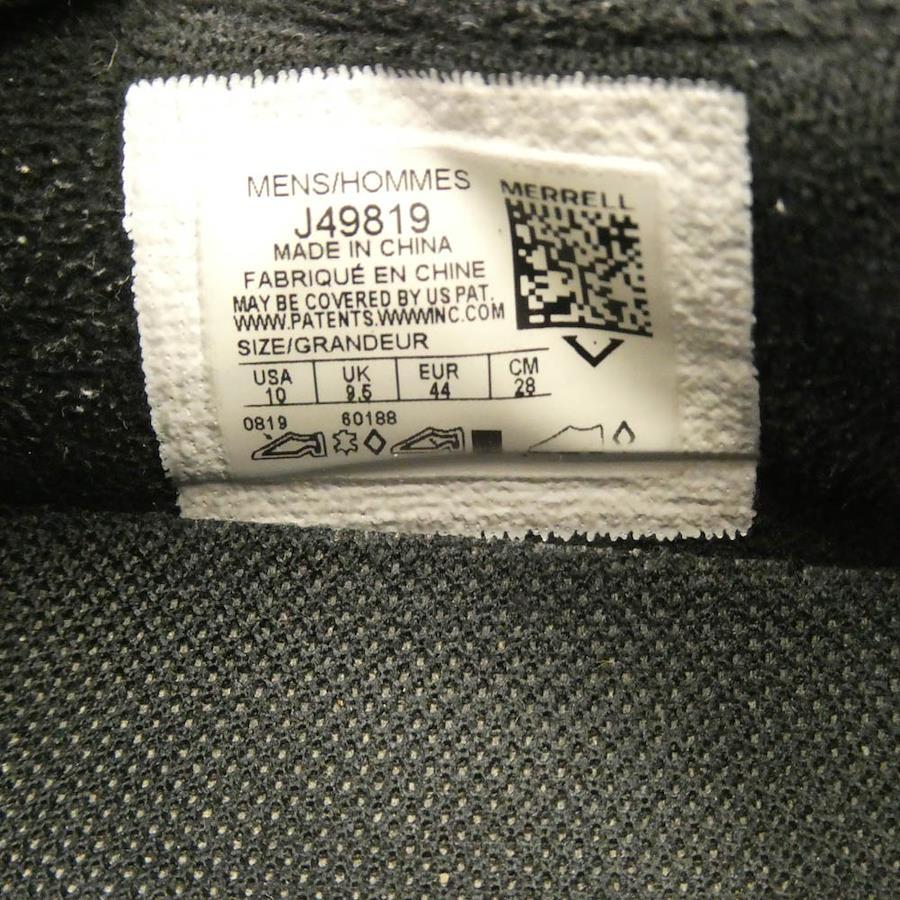 MENS/HOMMES
J49819
MADE IN CHINA
FABRIQUÉ EN CHINE
MAY BE COVERED BY US PAT.
WWW.PATENTS.WWWINC.COM
SIZE/GRANDEUR
USA UK EUR CM
10 9.5 44 28
0819 60188
MERRELL